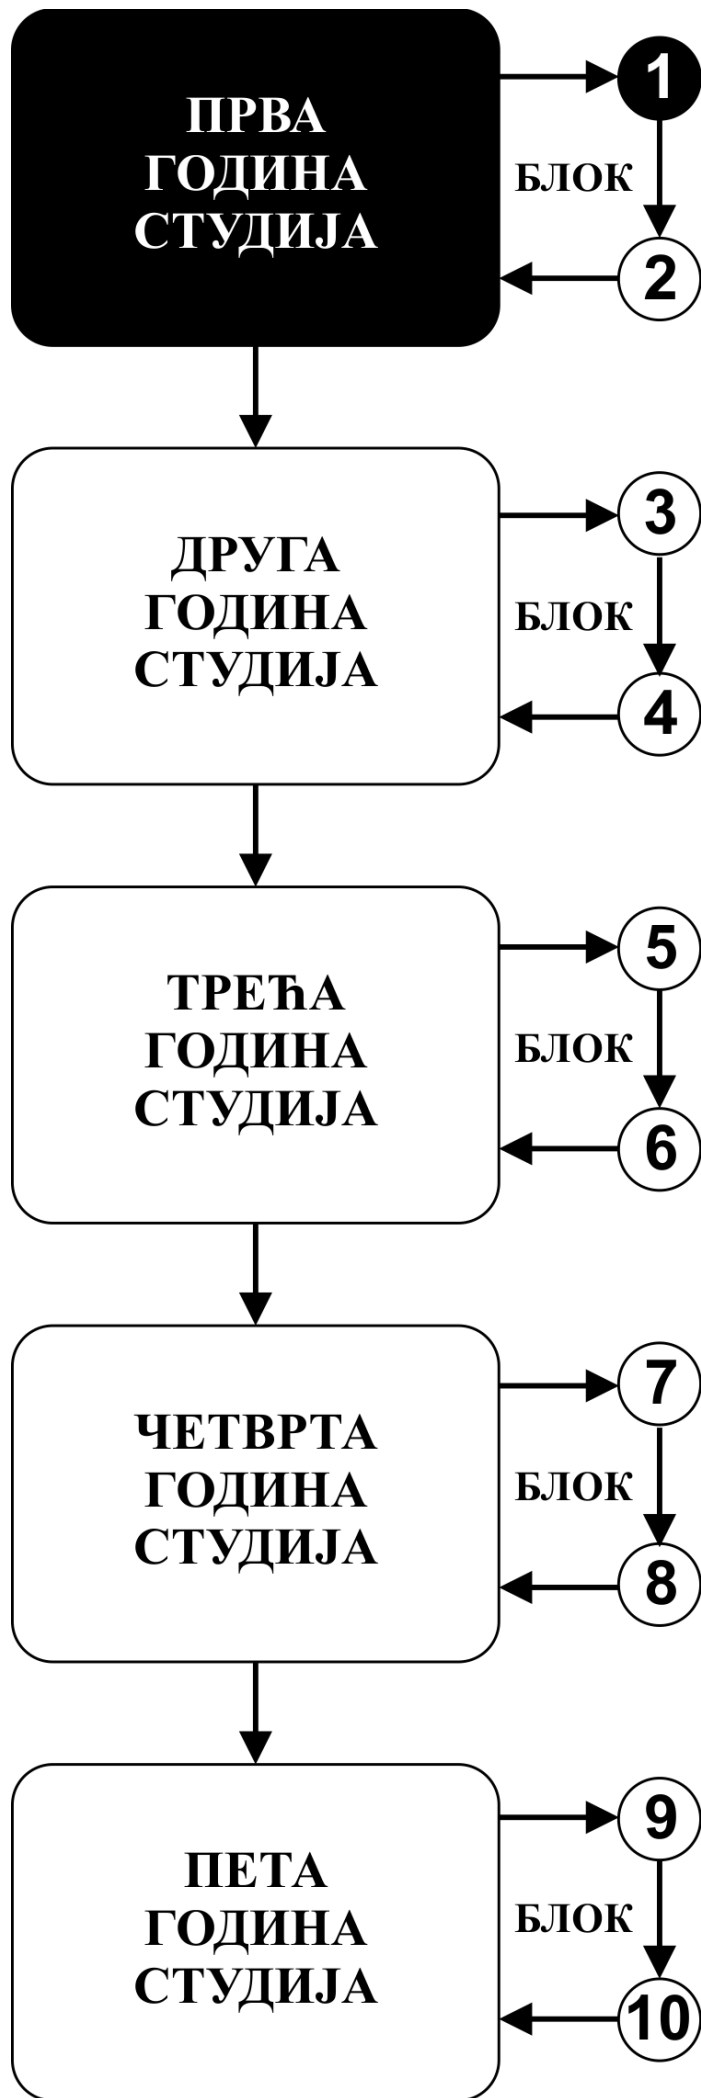 ПРВА
ГОДИНА
СТУДИЈА
1
БЛОК
2
ДРУГА
ГОДИНА
СТУДИЈА
3
БЛОК
4
ТРЕЋА
ГОДИНА
СТУДИЈА
5
БЛОК
6
ЧЕТВРТА
ГОДИНА
СТУДИЈА
7
БЛОК
8
ПЕТА
ГОДИНА
СТУДИЈА
9
БЛОК
10